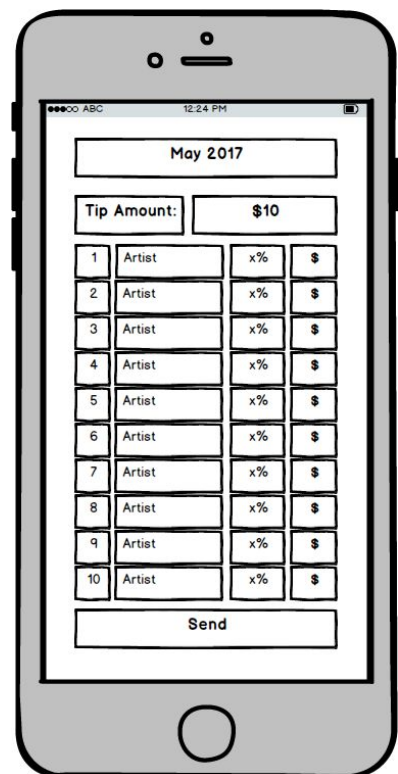 ABC 12:24 PM
May 2017
Tip Amount: $10
1 Artist x% $
2 Artist x% $
3 Artist x% $
4 Artist x% $
5 Artist x% $
6 Artist x% $
7 Artist x% $
8 Artist x% $
9 Artist x% $
10 Artist x% $
Send